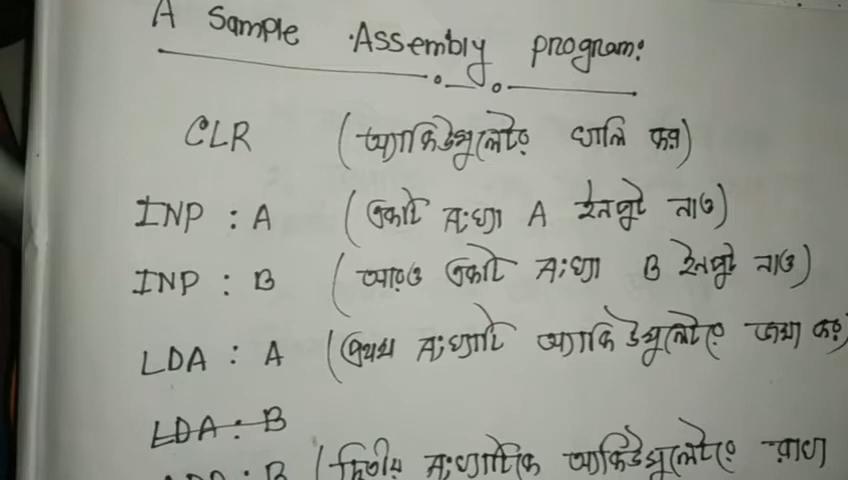 A Sample Assembly program:
CLR (অ্যাকিউমুলেটর খালি কর)
INP : A (একটি সংখ্যা A ইনপুট নাও)
INP : B (আরও একটি সংখ্যা B ইনপুট নাও)
LDA : A (প্রথম সংখ্যাটি অ্যাকিউমুলেটরে জমা কর)
LDA : B
: B (দ্বিতীয় সংখ্যাটিকে অ্যাকিউমুলেটরে রাখা